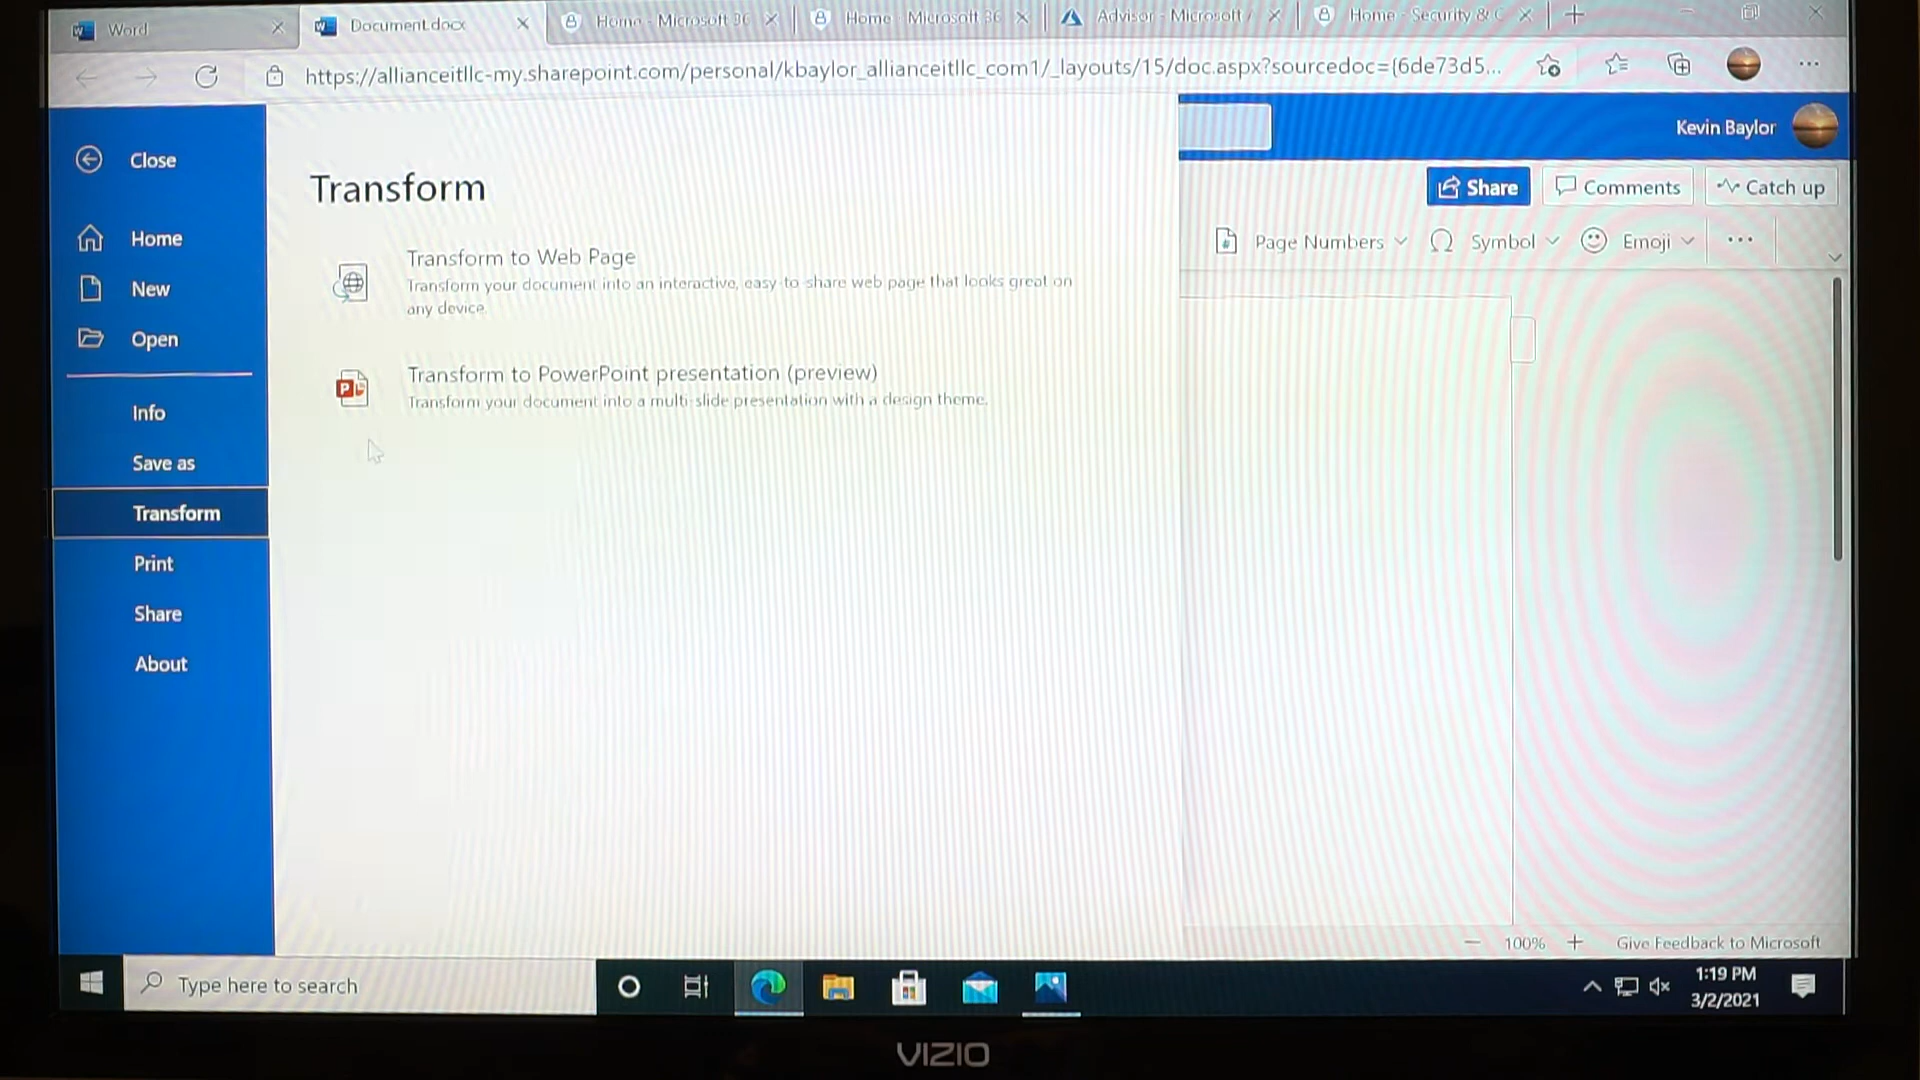 Word
Document.docx
Home - Microsoft 36
Home - Microsoft 36
Advisor - Microsoft A
Home - Security & C
https://allianceitllc-my.sharepoint.com/personal/kbaylor_allianceitllc_com1/_layouts/15/doc.aspx?sourcedoc={6de73d5...
Kevin Baylor
Close
Home
New
Open
Info
Save as
Transform
Print
Share
About
Transform
Transform to Web Page
Transform your document into an interactive, easy-to-share web page that looks great on
any device.
Transform to PowerPoint presentation (preview)
Transform your document into a multi-slide presentation with a design theme.
Share
Comments
Catch up
Page Numbers
Symbol
Emoji
100%
Give Feedback to Microsoft
Type here to search
1:19 PM
3/2/2021
VIZIO